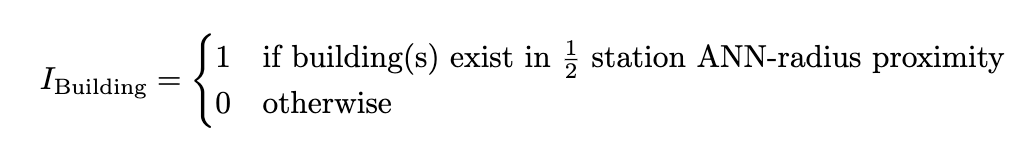 I_Building = { 1 if building(s) exist in 1/2 station ANN-radius proximity
0 otherwise